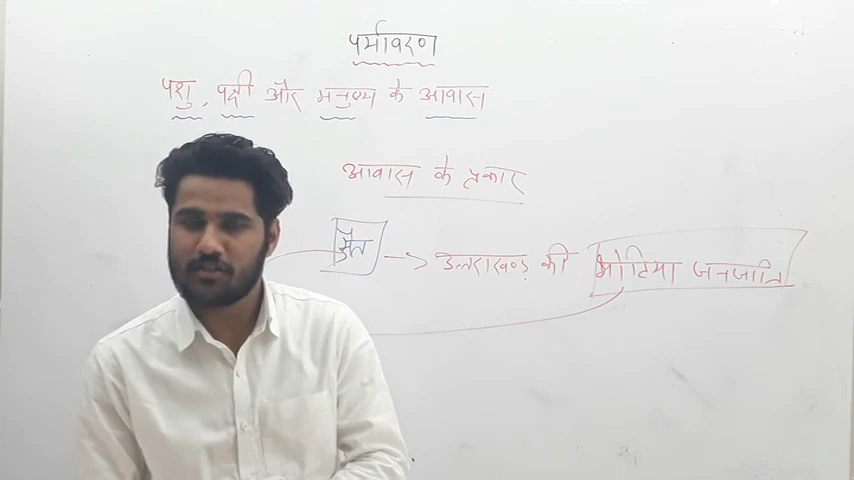 पर्यावरण
पशु, पक्षी और मनुष्य के आवास
आवास के प्रकार
→ उत्तराखण्ड की भोटिया जनजाति